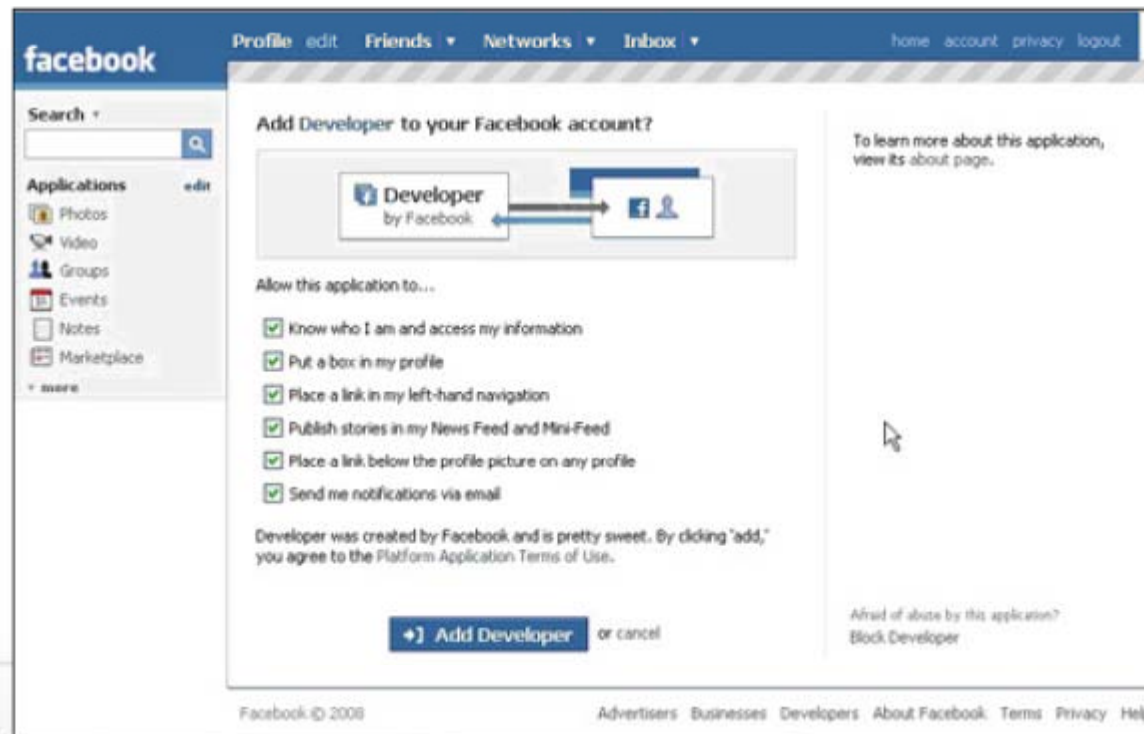 facebook
Profile edit Friends Networks Inbox
home account privacy logout
Search
Applications edit
Photos
Video
Groups
Events
Notes
Marketplace
more
Add Developer to your Facebook account?
Developer
by Facebook
Allow this application to...
Know who I am and access my information
Put a box in my profile
Place a link in my left-hand navigation
Publish stories in my News Feed and Mini-Feed
Place a link below the profile picture on any profile
Send me notifications via email
Developer was created by Facebook and is pretty sweet. By clicking "add,"
you agree to the Platform Application Terms of Use.
Add Developer or cancel
To learn more about this application,
view its about page.
Afraid of abuse by this application?
Block Developer
Facebook © 2008
Advertisers Businesses Developers About Facebook Terms Privacy Help